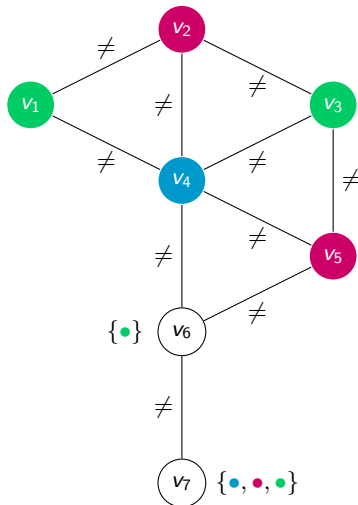 v₂
≠ ≠
v₁ ≠ v₃
≠ ≠ ≠
v₄
≠ ≠ v₅
{•} v₆ ≠
≠
v₇ {•, •, •}